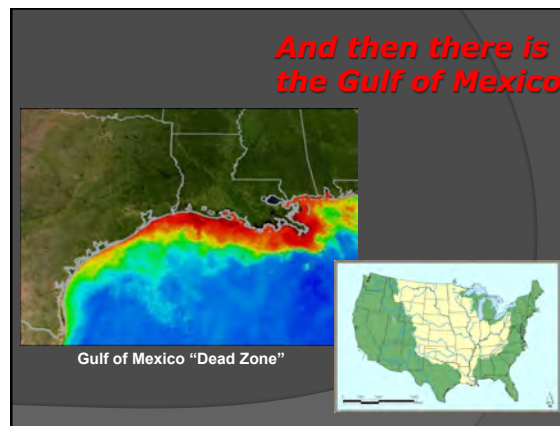 And then there is
the Gulf of Mexico
Gulf of Mexico “Dead Zone”